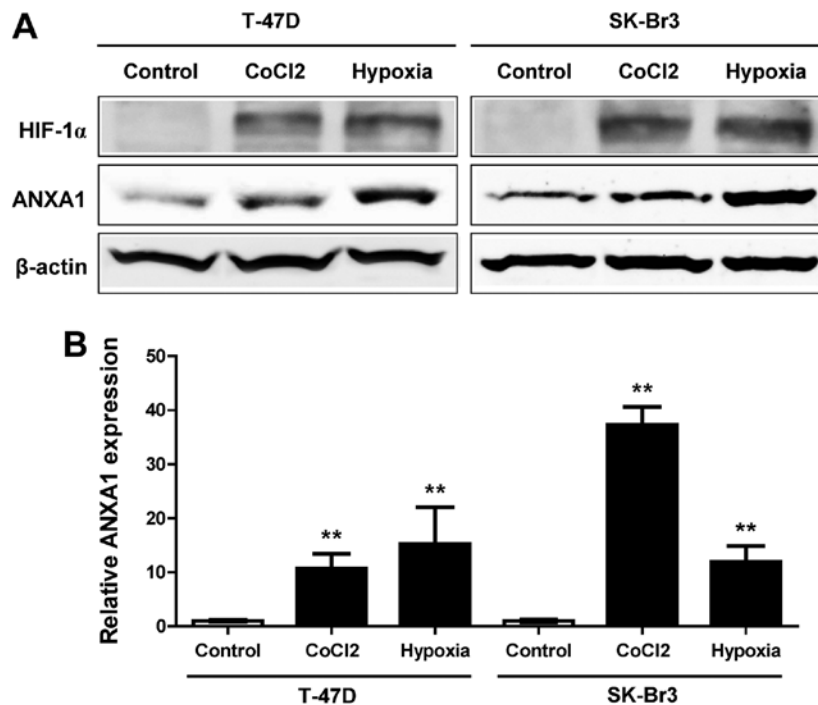 A
T-47D
SK-Br3
Control CoCl2 Hypoxia Control CoCl2 Hypoxia
HIF-1α
ANXA1
β-actin
B
Relative ANXA1 expression
50
40
30
20
10
0
** ** ** **
Control CoCl2 Hypoxia Control CoCl2 Hypoxia
T-47D SK-Br3